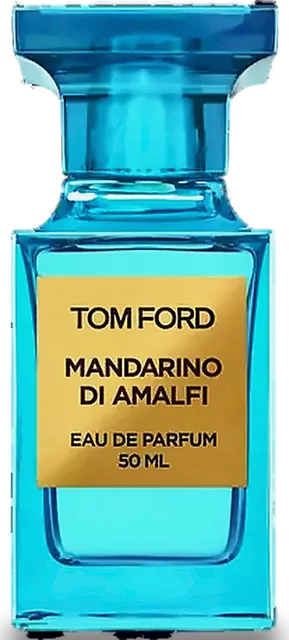 TOM FORD
MANDARINO
DI AMALFI
EAU DE PARFUM
50 ML